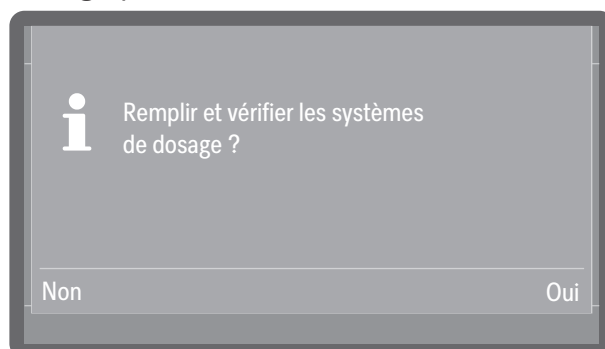 Remplir et vérifier les systèmes
de dosage ?
Non
Oui